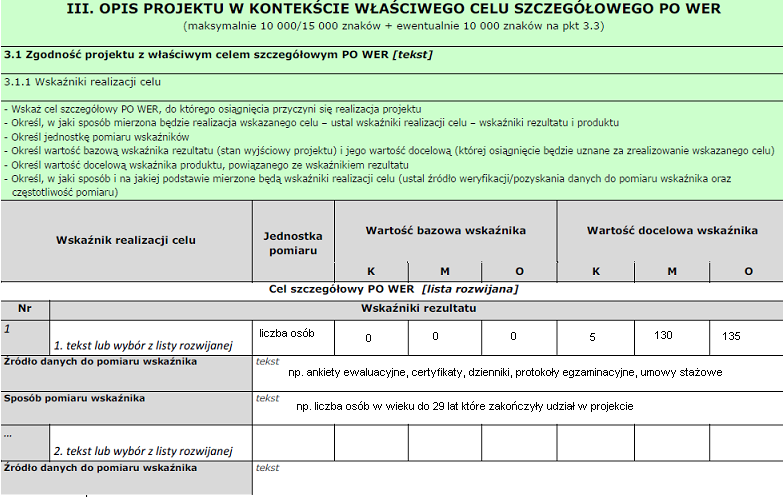 III. OPIS PROJEKTU W KONTEKŚCIE WŁAŚCIWEGO CELU SZCZEGÓŁOWEGO PO WER
(maksymalnie 10 000/15 000 znaków + ewentualnie 10 000 znaków na pkt 3.3)
3.1 Zgodność projektu z właściwym celem szczegółowym PO WER [tekst]
3.1.1 Wskaźniki realizacji celu
- Wskaż cel szczegółowy PO WER, do którego osiągnięcia przyczyni się realizacja projektu
- Określ, w jaki sposób mierzona będzie realizacja wskazanego celu – ustal wskaźniki realizacji celu – wskaźniki rezultatu i produktu
- Określ jednostkę pomiaru wskaźników
- Określ wartość bazową wskaźnika rezultatu (stan wyjściowy projektu) i jego wartość docelową (której osiągnięcie będzie uznane za zrealizowanie wskazanego celu)
- Określ wartość docelową wskaźnika produktu, powiązanego ze wskaźnikiem rezultatu
- Określ, w jaki sposób i na jakiej podstawie mierzone będą wskaźniki realizacji celu (ustal źródło weryfikacji/pozyskania danych do pomiaru wskaźnika oraz
częstotliwość pomiaru)
Wskaźnik realizacji celu
Jednostka
pomiaru
Wartość bazowa wskaźnika
Wartość docelowa wskaźnika
K M O K M O
Cel szczegółowy PO WER [lista rozwijana]
Nr Wskaźniki rezultatu
1 1. tekst lub wybór z listy rozwijanej liczba osób 0 0 0 5 130 135
Źródło danych do pomiaru wskaźnika tekst
np. ankiety ewaluacyjne, certyfikaty, dzienniki, protokoły egzaminacyjne, umowy stażowe
Sposób pomiaru wskaźnika tekst
np. liczba osób w wieku do 29 lat które zakończyły udział w projekcie
... 2. tekst lub wybór z listy rozwijanej
Źródło danych do pomiaru wskaźnika tekst